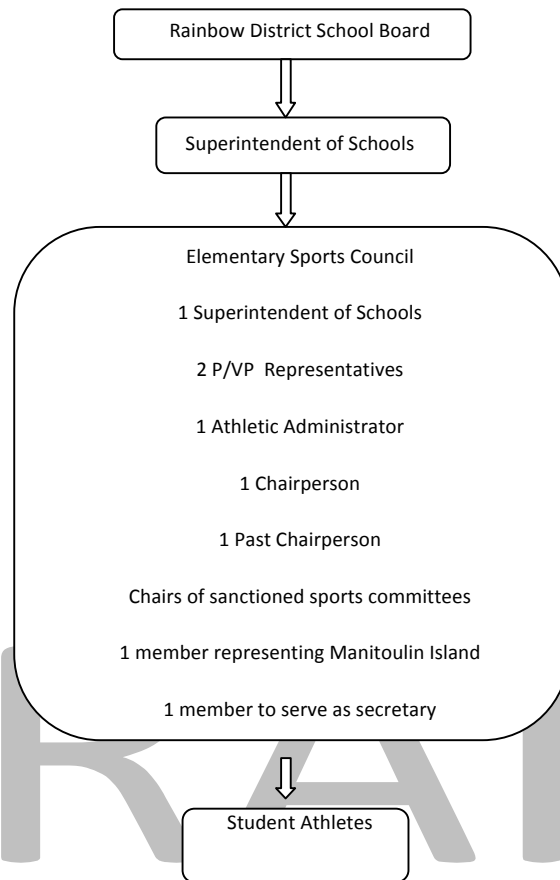 Rainbow District School Board
Superintendent of Schools
Elementary Sports Council
1 Superintendent of Schools
2 P/VP  Representatives
1 Athletic Administrator
1 Chairperson
1 Past Chairperson
Chairs of sanctioned sports committees
1 member representing Manitoulin Island
1 member to serve as secretary
Student Athletes